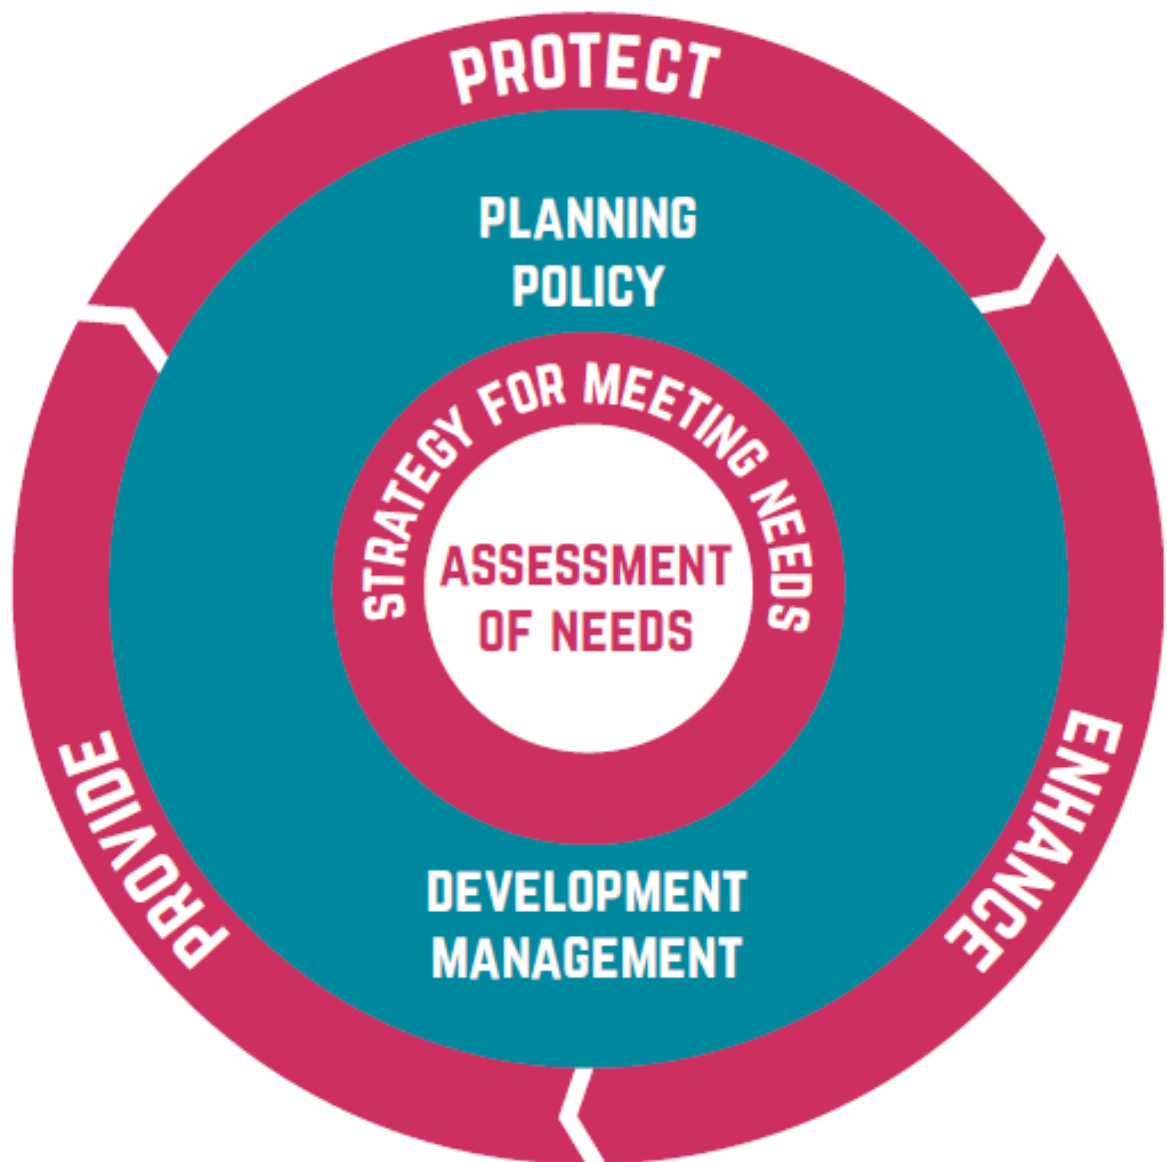 PROTECT
PLANNING
POLICY
STRATEGY FOR MEETING NEEDS
ASSESSMENT
OF NEEDS
PROVIDE
ENHANCE
DEVELOPMENT
MANAGEMENT